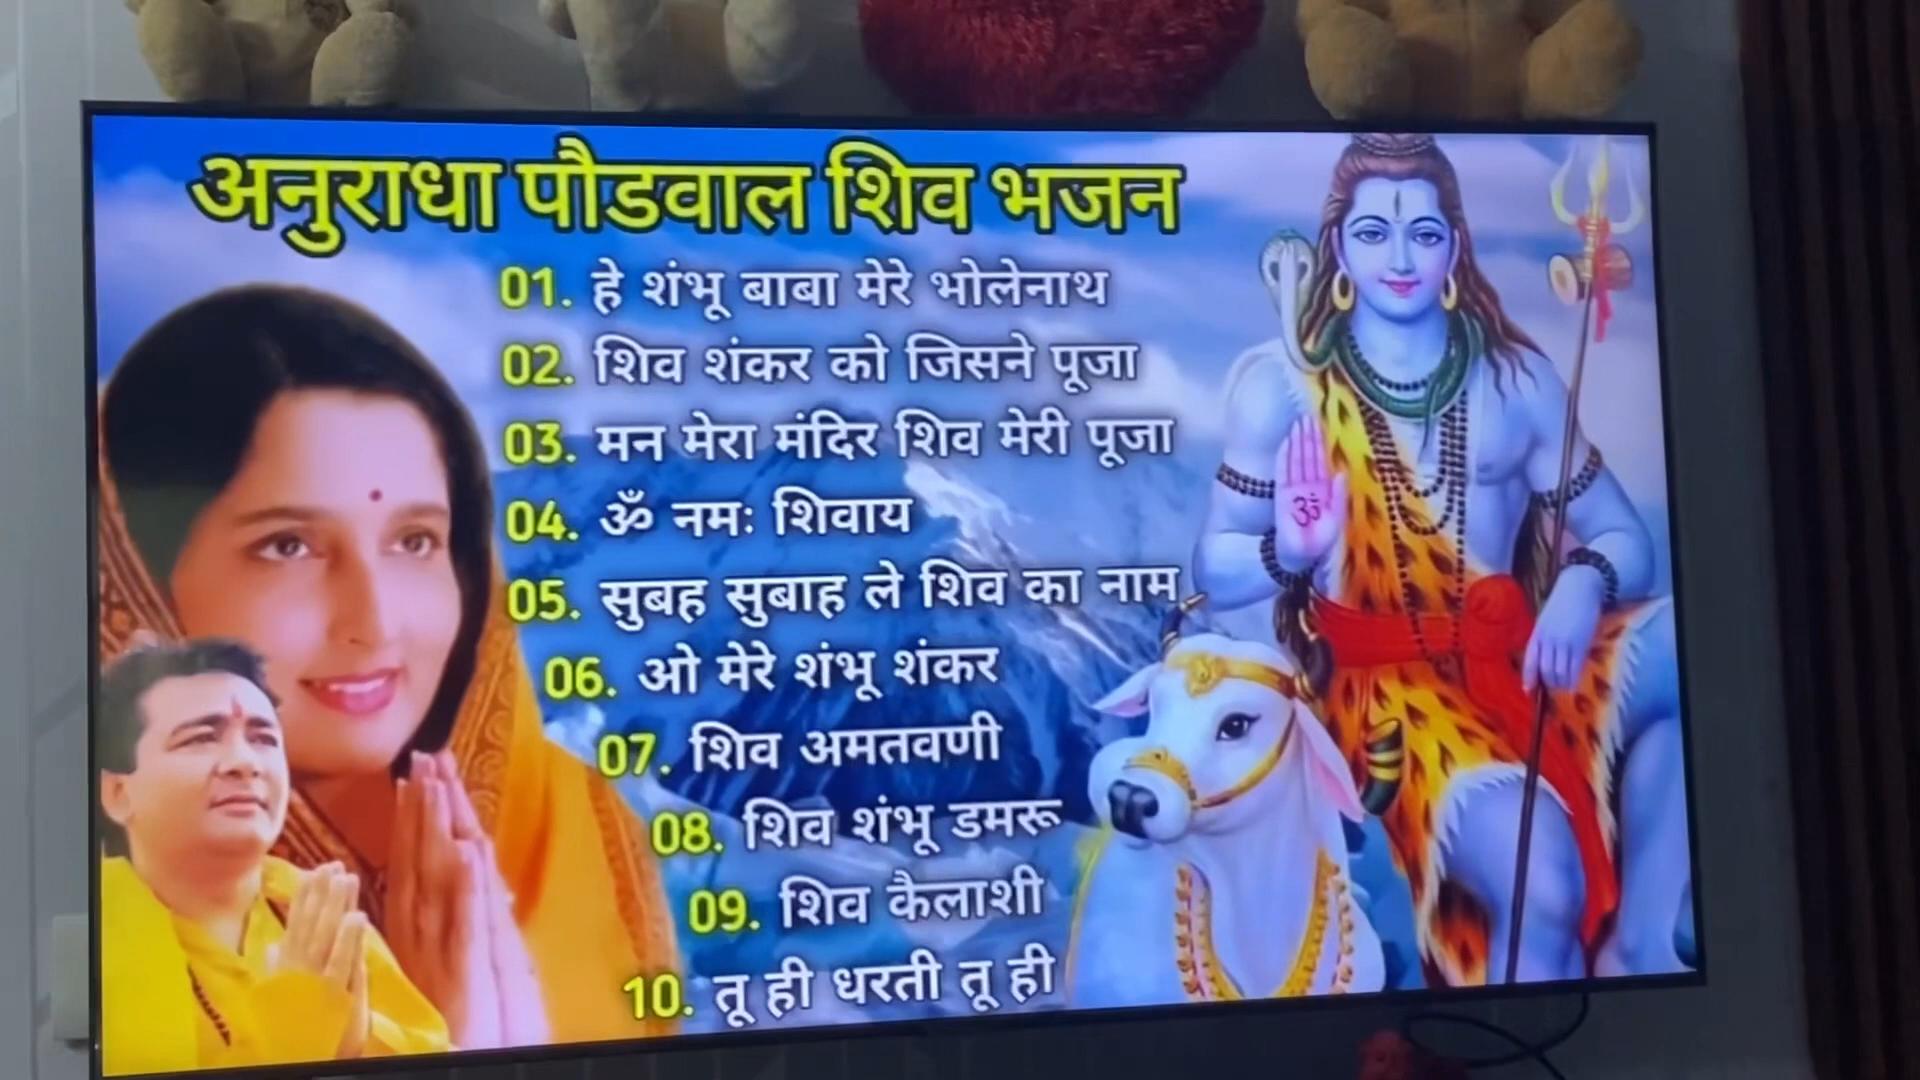 अनुराधा पौडवाल शिव भजन
01. हे शंभू बाबा मेरे भोलेनाथ
02. शिव शंकर को जिसने पूजा
03. मन मेरा मंदिर शिव मेरी पूजा
04. ॐ नमः शिवाय
05. सुबह सुबाह ले शिव का नाम
06. ओ मेरे शंभू शंकर
07. शिव अमतवणी
08. शिव शंभू डमरू
09. शिव कैलाशी
10. तू ही धरती तू ही
ॐ